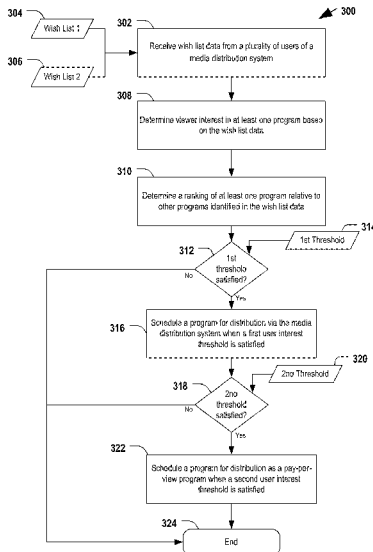 300
304
Wish List 1
306
Wish List 2
302
Receive wish list data from a plurality of users of a
media distribution system
308
Determine viewer interest in at least one program based
on the wish list data
310
Determine a ranking of at least one program relative to
other programs identified in the wish list data
314
1st Threshold
312
1st
threshold
satisfied?
No
Yes
316
Schedule a program for distribution via the media
distribution system when a first user interest
threshold is satisfied
320
2no Threshold
318
2no
threshold
satisfied?
No
Yes
322
Schedule a program for distribution as a pay-per-
view program when a second user interest
threshold is satisfied
324
End